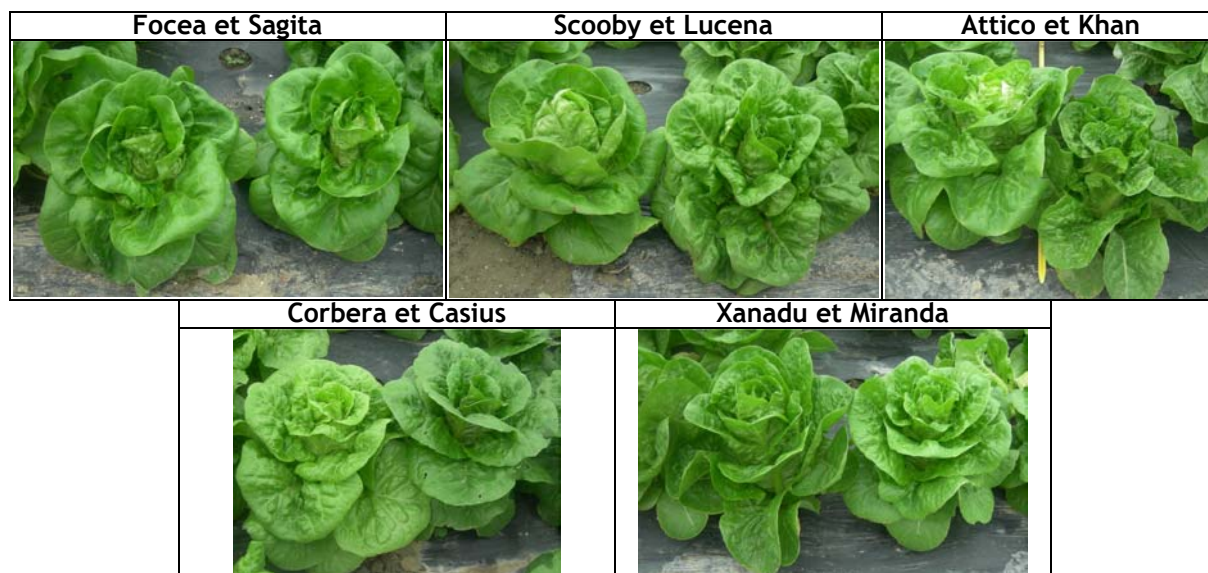 Focea et Sagita
Scooby et Lucena
Attico et Khan
Corbera et Casius
Xanadu et Miranda